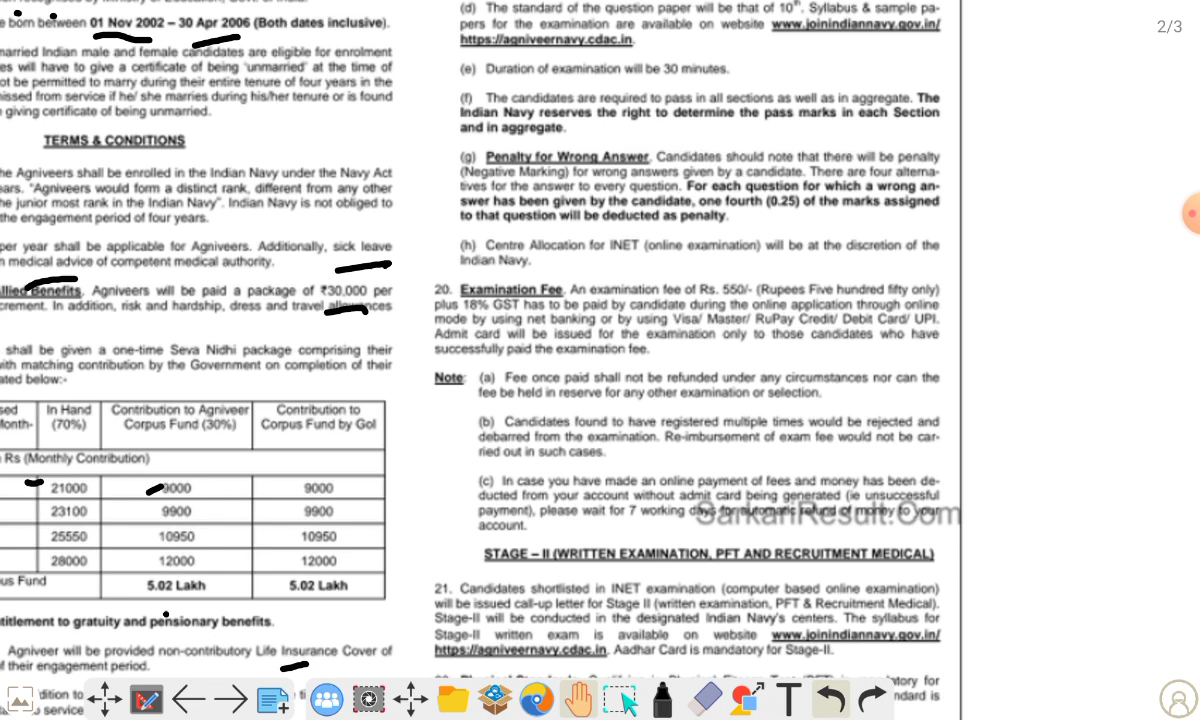 e born between 01 Nov 2002 – 30 Apr 2006 (Both dates inclusive).
married Indian male and female candidates are eligible for enrolment
es will have to give a certificate of being 'unmarried' at the time of
ot be permitted to marry during their entire tenure of four years in the
nissed from service if he/ she marries during his/her tenure or is found
giving certificate of being unmarried.
TERMS & CONDITIONS
he Agniveers shall be enrolled in the Indian Navy under the Navy Act
ears. "Agniveers would form a distinct rank, different from any other
he junior most rank in the Indian Navy". Indian Navy is not obliged to
the engagement period of four years.
per year shall be applicable for Agniveers. Additionally, sick leave
n medical advice of competent medical authority.
Allied Benefits. Agniveers will be paid a package of ₹30,000 per
crement. In addition, risk and hardship, dress and travel allowances
shall be given a one-time Seva Nidhi package comprising their
with matching contribution by the Government on completion of their
ated below:-
sed Month- In Hand (70%) Contribution to Agniveer Corpus Fund (30%) Contribution to Corpus Fund by GoI
Rs (Monthly Contribution)
21000 9000 9000
23100 9900 9900
25550 10950 10950
28000 12000 12000
us Fund 5.02 Lakh 5.02 Lakh
titlement to gratuity and pensionary benefits.
Agniveer will be provided non-contributory Life Insurance Cover of
f their engagement period.
dition to
service
(d) The standard of the question paper will be that of 10th. Syllabus & sample pa-
pers for the examination are available on website www.joinindiannavy.gov.in/
https://agniveernavy.cdac.in.
(e) Duration of examination will be 30 minutes.
(f) The candidates are required to pass in all sections as well as in aggregate. The
Indian Navy reserves the right to determine the pass marks in each Section
and in aggregate.
(g) Penalty for Wrong Answer. Candidates should note that there will be penalty
(Negative Marking) for wrong answers given by a candidate. There are four alterna-
tives for the answer to every question. For each question for which a wrong an-
swer has been given by the candidate, one fourth (0.25) of the marks assigned
to that question will be deducted as penalty.
(h) Centre Allocation for INET (online examination) will be at the discretion of the
Indian Navy.
20. Examination Fee. An examination fee of Rs. 550/- (Rupees Five hundred fifty only)
plus 18% GST has to be paid by candidate during the online application through online
mode by using net banking or by using Visa/ Master/ RuPay Credit/ Debit Card/ UPI.
Admit card will be issued for the examination only to those candidates who have
successfully paid the examination fee.
Note: (a) Fee once paid shall not be refunded under any circumstances nor can the
fee be held in reserve for any other examination or selection.
(b) Candidates found to have registered multiple times would be rejected and
debarred from the examination. Re-imbursement of exam fee would not be car-
ried out in such cases.
(c) In case you have made an online payment of fees and money has been de-
ducted from your account without admit card being generated (ie unsuccessful
payment), please wait for 7 working days for automatic refund of money to your
account.
SarkariResult.Com
STAGE – II (WRITTEN EXAMINATION, PFT AND RECRUITMENT MEDICAL)
21. Candidates shortlisted in INET examination (computer based online examination)
will be issued call-up letter for Stage II (written examination, PFT & Recruitment Medical).
Stage-II will be conducted in the designated Indian Navy's centers. The syllabus for
Stage-II written exam is available on website www.joinindiannavy.gov.in/
https://agniveernavy.cdac.in. Aadhar Card is mandatory for Stage-II.
atory for
ndard is
2/3